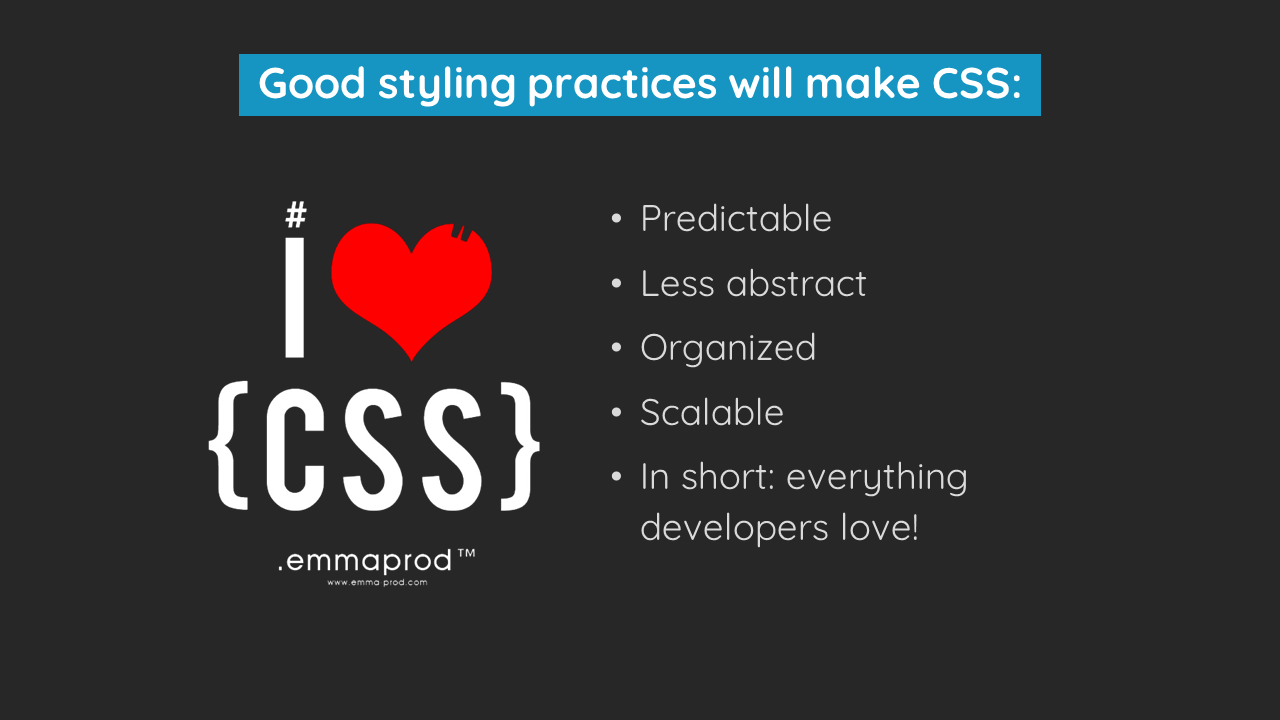 Good styling practices will make CSS:
#
I
{CSS}
.emmaprod™
www.emma prod.com
• Predictable
• Less abstract
• Organized
• Scalable
• In short: everything
developers love!